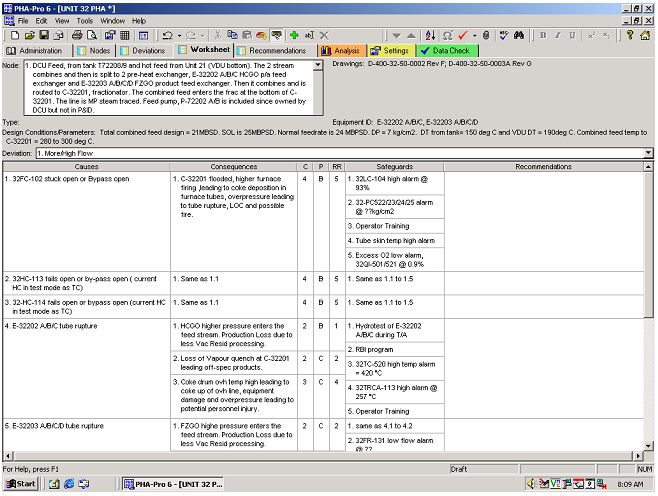 PHA-Pro 6 - [UNIT 32 PHA *]
File Edit View Tools Window Help
Administration Nodes Deviations Worksheet Recommendations Analysis Settings Data Check
Node: 1. DCU Feed, from tank T72208/9 and hot feed from Unit 21 (VDU bottom). The 2 stream
combines and then is split to 2 pre-heat exchanger, E-32202 A/B/C HCGO p/a feed
exchanger and E-32203 A/B/C/D FZGO product feed exchanger. Then it combines and is
routed to C-32201, fractionator. The combined feed enters the frac at the bottom of C-
32201. The line is MP steam traced. Feed pump, P-72202 A/B is included since owned by
DCU but not in P&ID.
Drawings: D-400-32-50-0002 Rev F; D-400-32-50-0003A Rev G
Type:
Equipment ID: E-32202 A/B/C, E-32203 A/B/C/D
Design Conditions/Parameters: Total combined feed design = 21MBSD. SOL is 25MBPSD. Normal feedrate is 24 MBPSD. DP = 7 kg/cm2. DT from tank= 150 deg C and VDU DT = 190deg C. Combined feed temp to
C-32201 = 280 to 300 deg C.
Deviation: 1. More/High Flow
Causes Consequences C P RR Safeguards Recommendations
1. 32FC-102 stuck open or Bypass open
1. C-32201 flooded, higher furnace
firing ,leading to coke deposition in
furnace tubes, overpressure leading
to tube rupture, LOC and possible
fire.
4 B 5
1. 32LC-104 high alarm @
93%
2. 32-PC522/23/24/25 alarm
@ ??kg/cm2
3. Operator Training
4. Tube skin temp high alarm
5. Excess O2 low alarm,
32QI-501/521 @ 0.9%
2. 32HC-113 fails open or by-pass open ( current
HC in test mode as TC)
1. Same as 1.1
4 B 5
1. Same as 1.1 to 1.5
3. 32-HC-114 fails open or bypass open (current HC
in test mode as TC)
1. Same as 1.1
4 B 5
1. Same as 1.1 to 1.5
4. E-32202 A/B/C tube rupture
1. HCGO higher pressure enters the
feed stream. Production Loss due to
less Vac Resid processing.
2 B 1
2. Loss of Vapour quench at C-32201
leading off-spec products.
2 C 2
3. Coke drum ovh temp high leading to
coke up of ovh line, equipment
damage and overpressure leading to
potential personnel injury.
3 C 4
1. Hydrotest of E-32202
A/B/C during T/A
2. RBI program
3. 32TC-520 high temp alarm
= 420 °C
4. 32TRCA-113 high alarm @
257 °C
5. Operator Training
5. E-32203 A/B/C/D tube rupture
1. FZGO highe pressure enters the
feed stream. Production Loss due to
less Vac Resid processing.
2 C 2
1. same as 4.1 to 4.2
2. 32FR-131 low flow alarm
@ ??
For Help, press F1
Draft
NUM
Start
PHA-Pro 6 - [UNIT 32 P...
8:09 AM